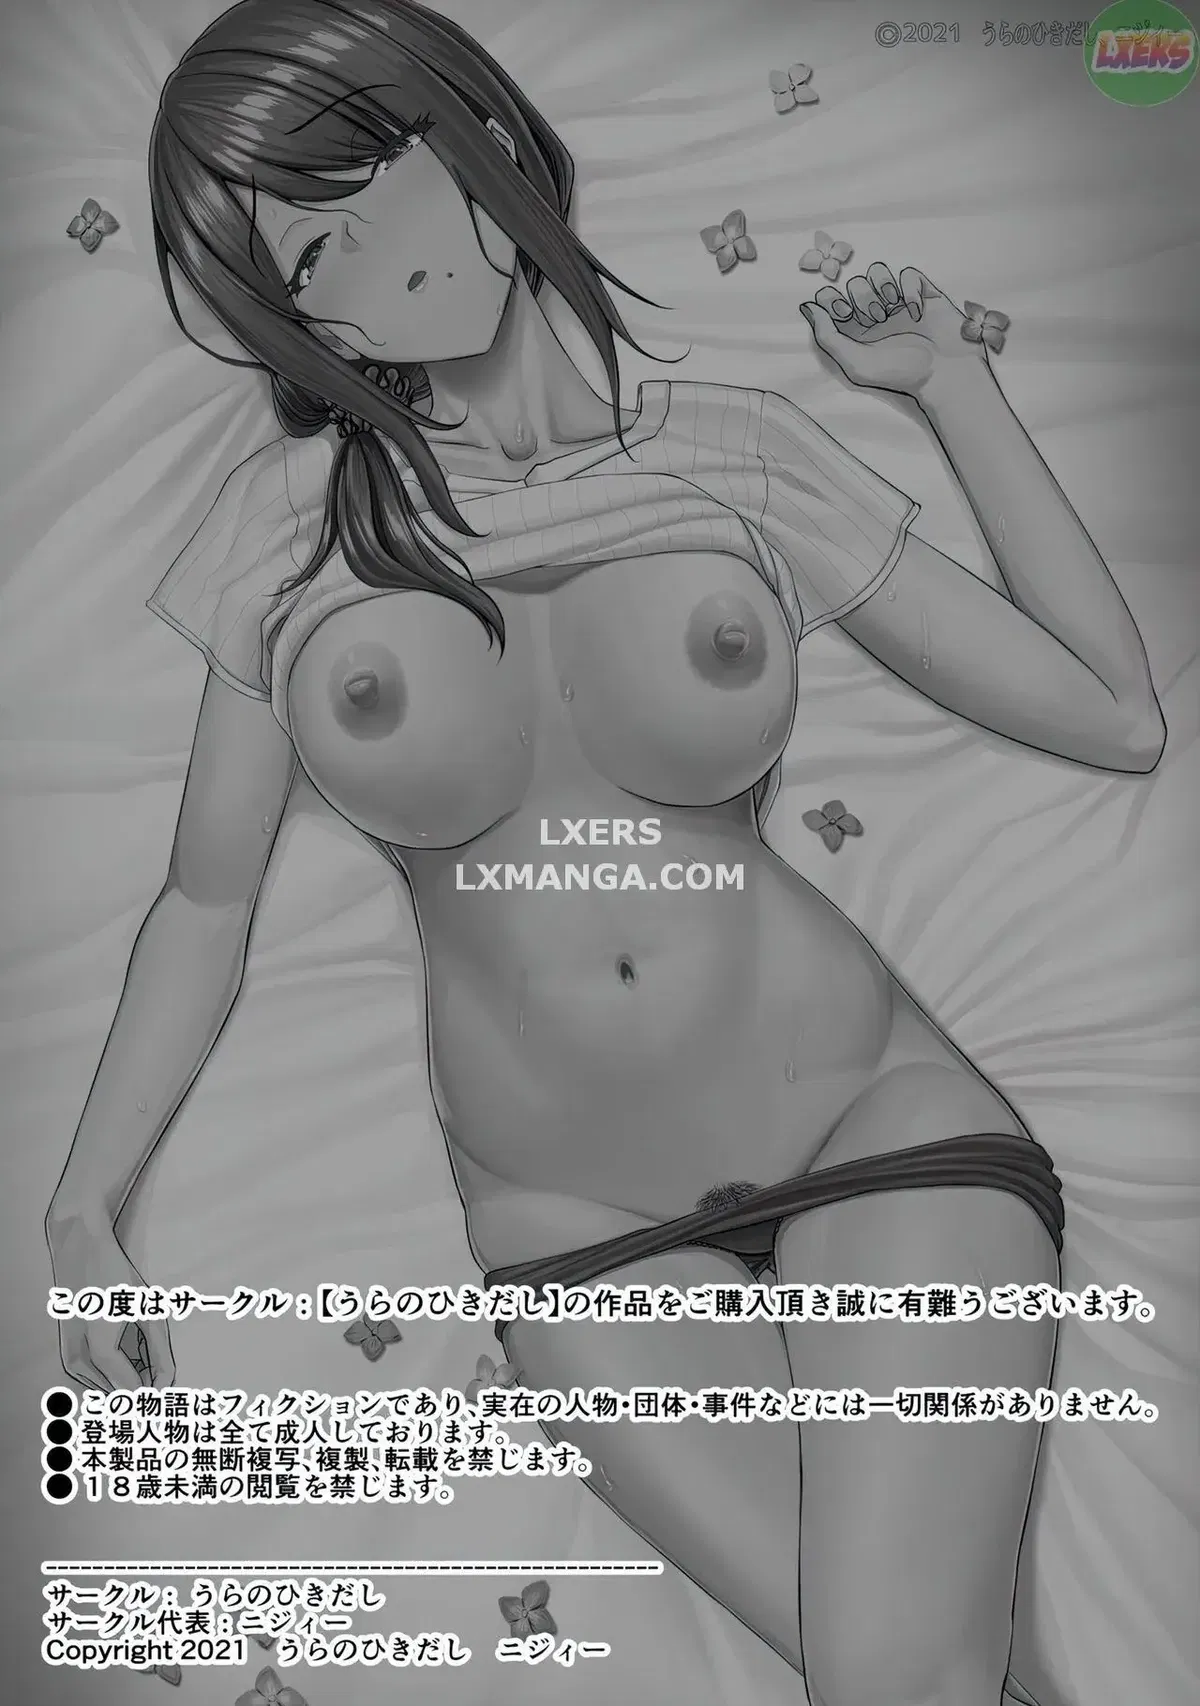 ©2021 うらのひきだし ニジィー
LXERS
LXERS
LXMANGA.COM
この度はサークル:【うらのひきだし】の作品をご購入頂き誠に有難うございます。
●この物語はフィクションであり、実在の人物・団体・事件などには一切関係がありません。
●登場人物は全て成人しております。
●本製品の無断複写、複製、転載を禁じます。
●18歳未満の閲覧を禁じます。
-----------------------------------------------------
サークル: うらのひきだし
サークル代表:ニジィー
Copyright 2021 うらのひきだし ニジィー